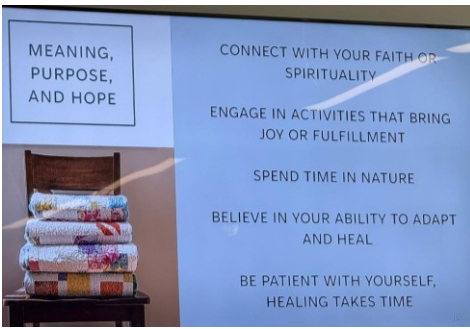 MEANING,
PURPOSE,
AND HOPE
CONNECT WITH YOUR FAITH OR
SPIRITUALITY
ENGAGE IN ACTIVITIES THAT BRING
JOY OR FULFILLMENT
SPEND TIME IN NATURE
BELIEVE IN YOUR ABILITY TO ADAPT
AND HEAL
BE PATIENT WITH YOURSELF,
HEALING TAKES TIME